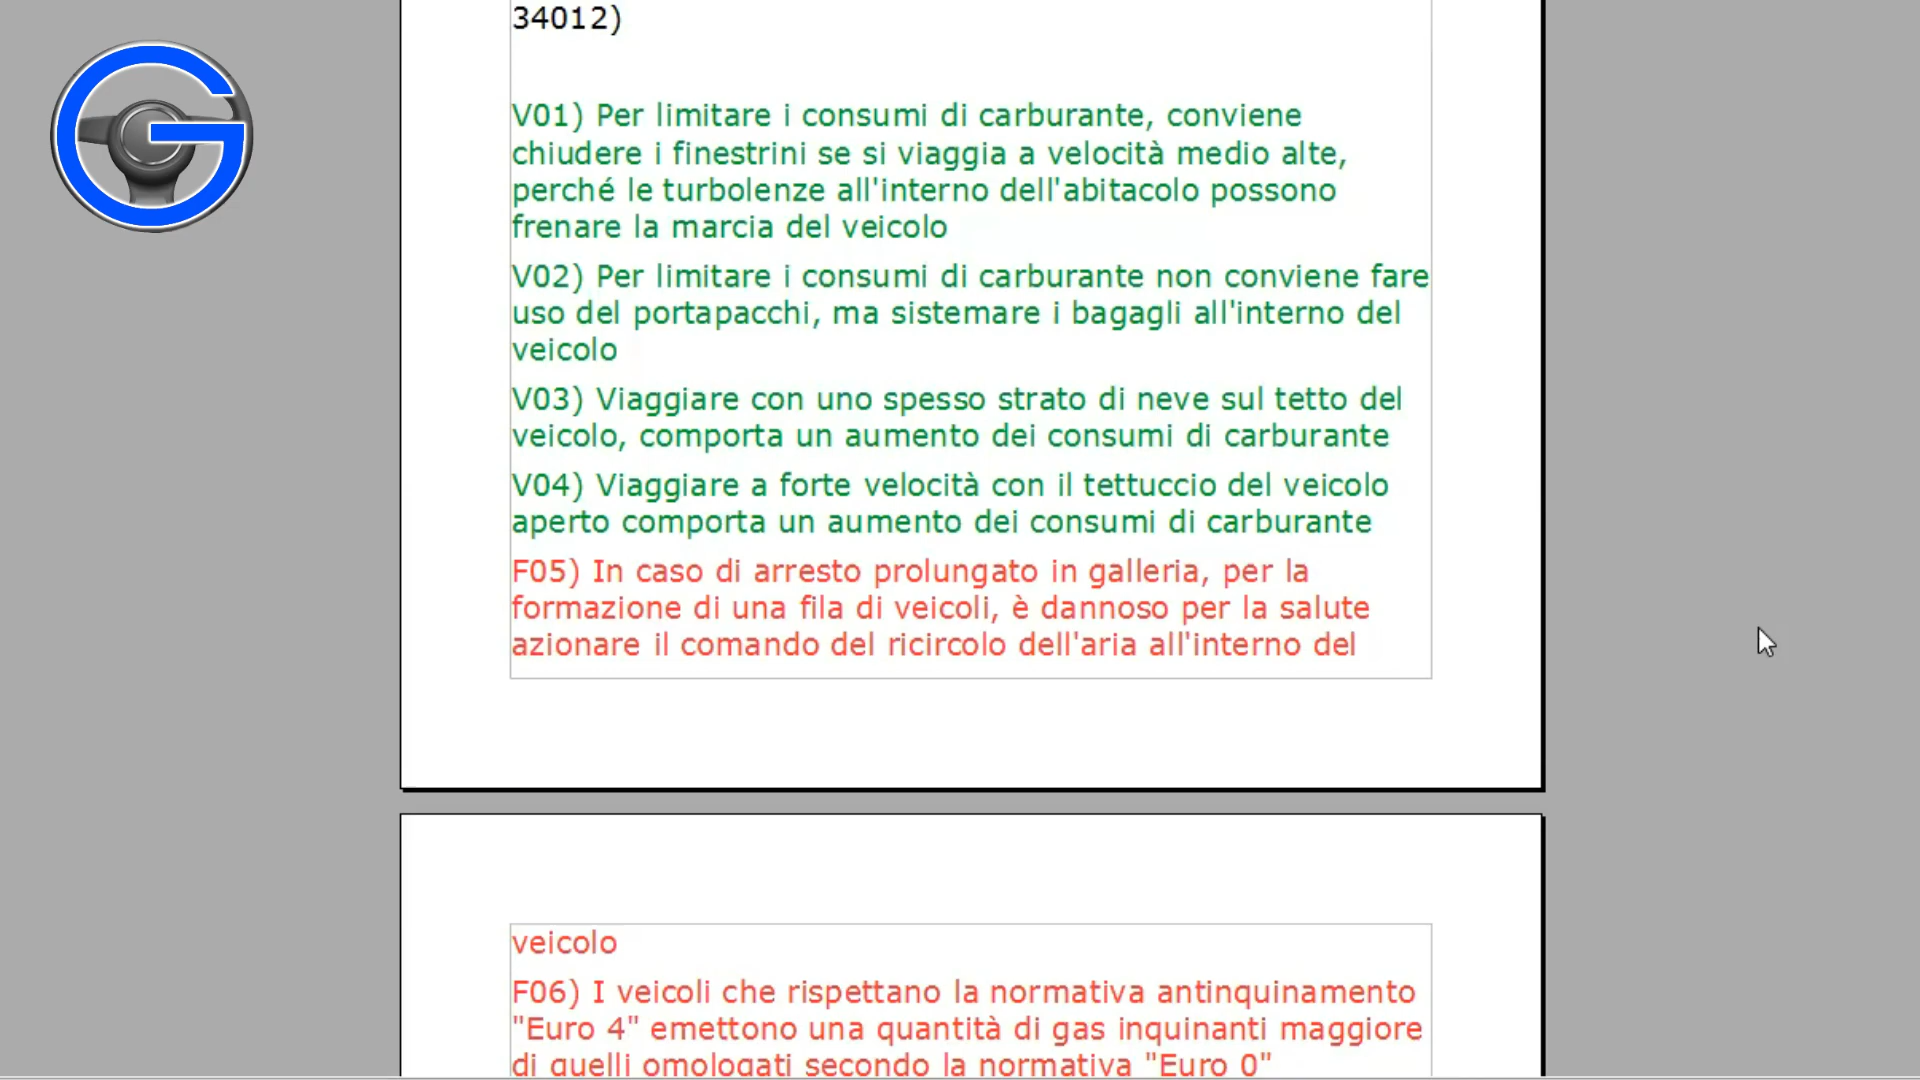 34012)
V01) Per limitare i consumi di carburante, conviene
chiudere i finestrini se si viaggia a velocità medio alte,
perché le turbolenze all'interno dell'abitacolo possono
frenare la marcia del veicolo
V02) Per limitare i consumi di carburante non conviene fare
uso del portapacchi, ma sistemare i bagagli all'interno del
veicolo
V03) Viaggiare con uno spesso strato di neve sul tetto del
veicolo, comporta un aumento dei consumi di carburante
V04) Viaggiare a forte velocità con il tettuccio del veicolo
aperto comporta un aumento dei consumi di carburante
F05) In caso di arresto prolungato in galleria, per la
formazione di una fila di veicoli, è dannoso per la salute
azionare il comando del ricircolo dell'aria all'interno del
veicolo
F06) I veicoli che rispettano la normativa antinquinamento
"Euro 4" emettono una quantità di gas inquinanti maggiore
di quelli omologati secondo la normativa "Euro 0"
G